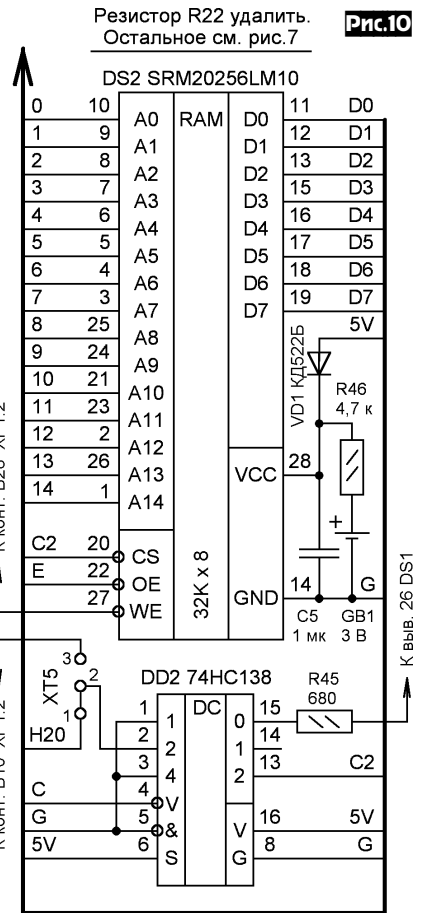 Резистор R22 удалить.
Остальное см. рис.7
Рис.10
DS2 SRM20256LM10
0 10 A0 RAM D0 11 D0
1 9 A1 D1 12 D1
2 8 A2 D2 13 D2
3 7 A3 D3 15 D3
4 6 A4 D4 16 D4
5 5 A5 D5 17 D5
6 4 A6 D6 18 D6
7 3 A7 D7 19 D7
8 25 A8 5V
9 24 A9
10 21 A10
11 23 A11
12 2 A12
13 26 A13
14 1 A14
VD1 КД522Б
R46
4,7 к
VCC 28
+
C2 20 CS
E 22 OE
27 WE
32K x 8
GND 14 G
C5
1 мк
GB1
3 В
К выв. 26 DS1
3
XT5 2
1
H20
DD2 74HC138
1 1 DC 0 15
2 2 1 14
3 4 2 13 C2
R45
680
C 4 V
G 5 & V 16 5V
5V 6 S G 8 G